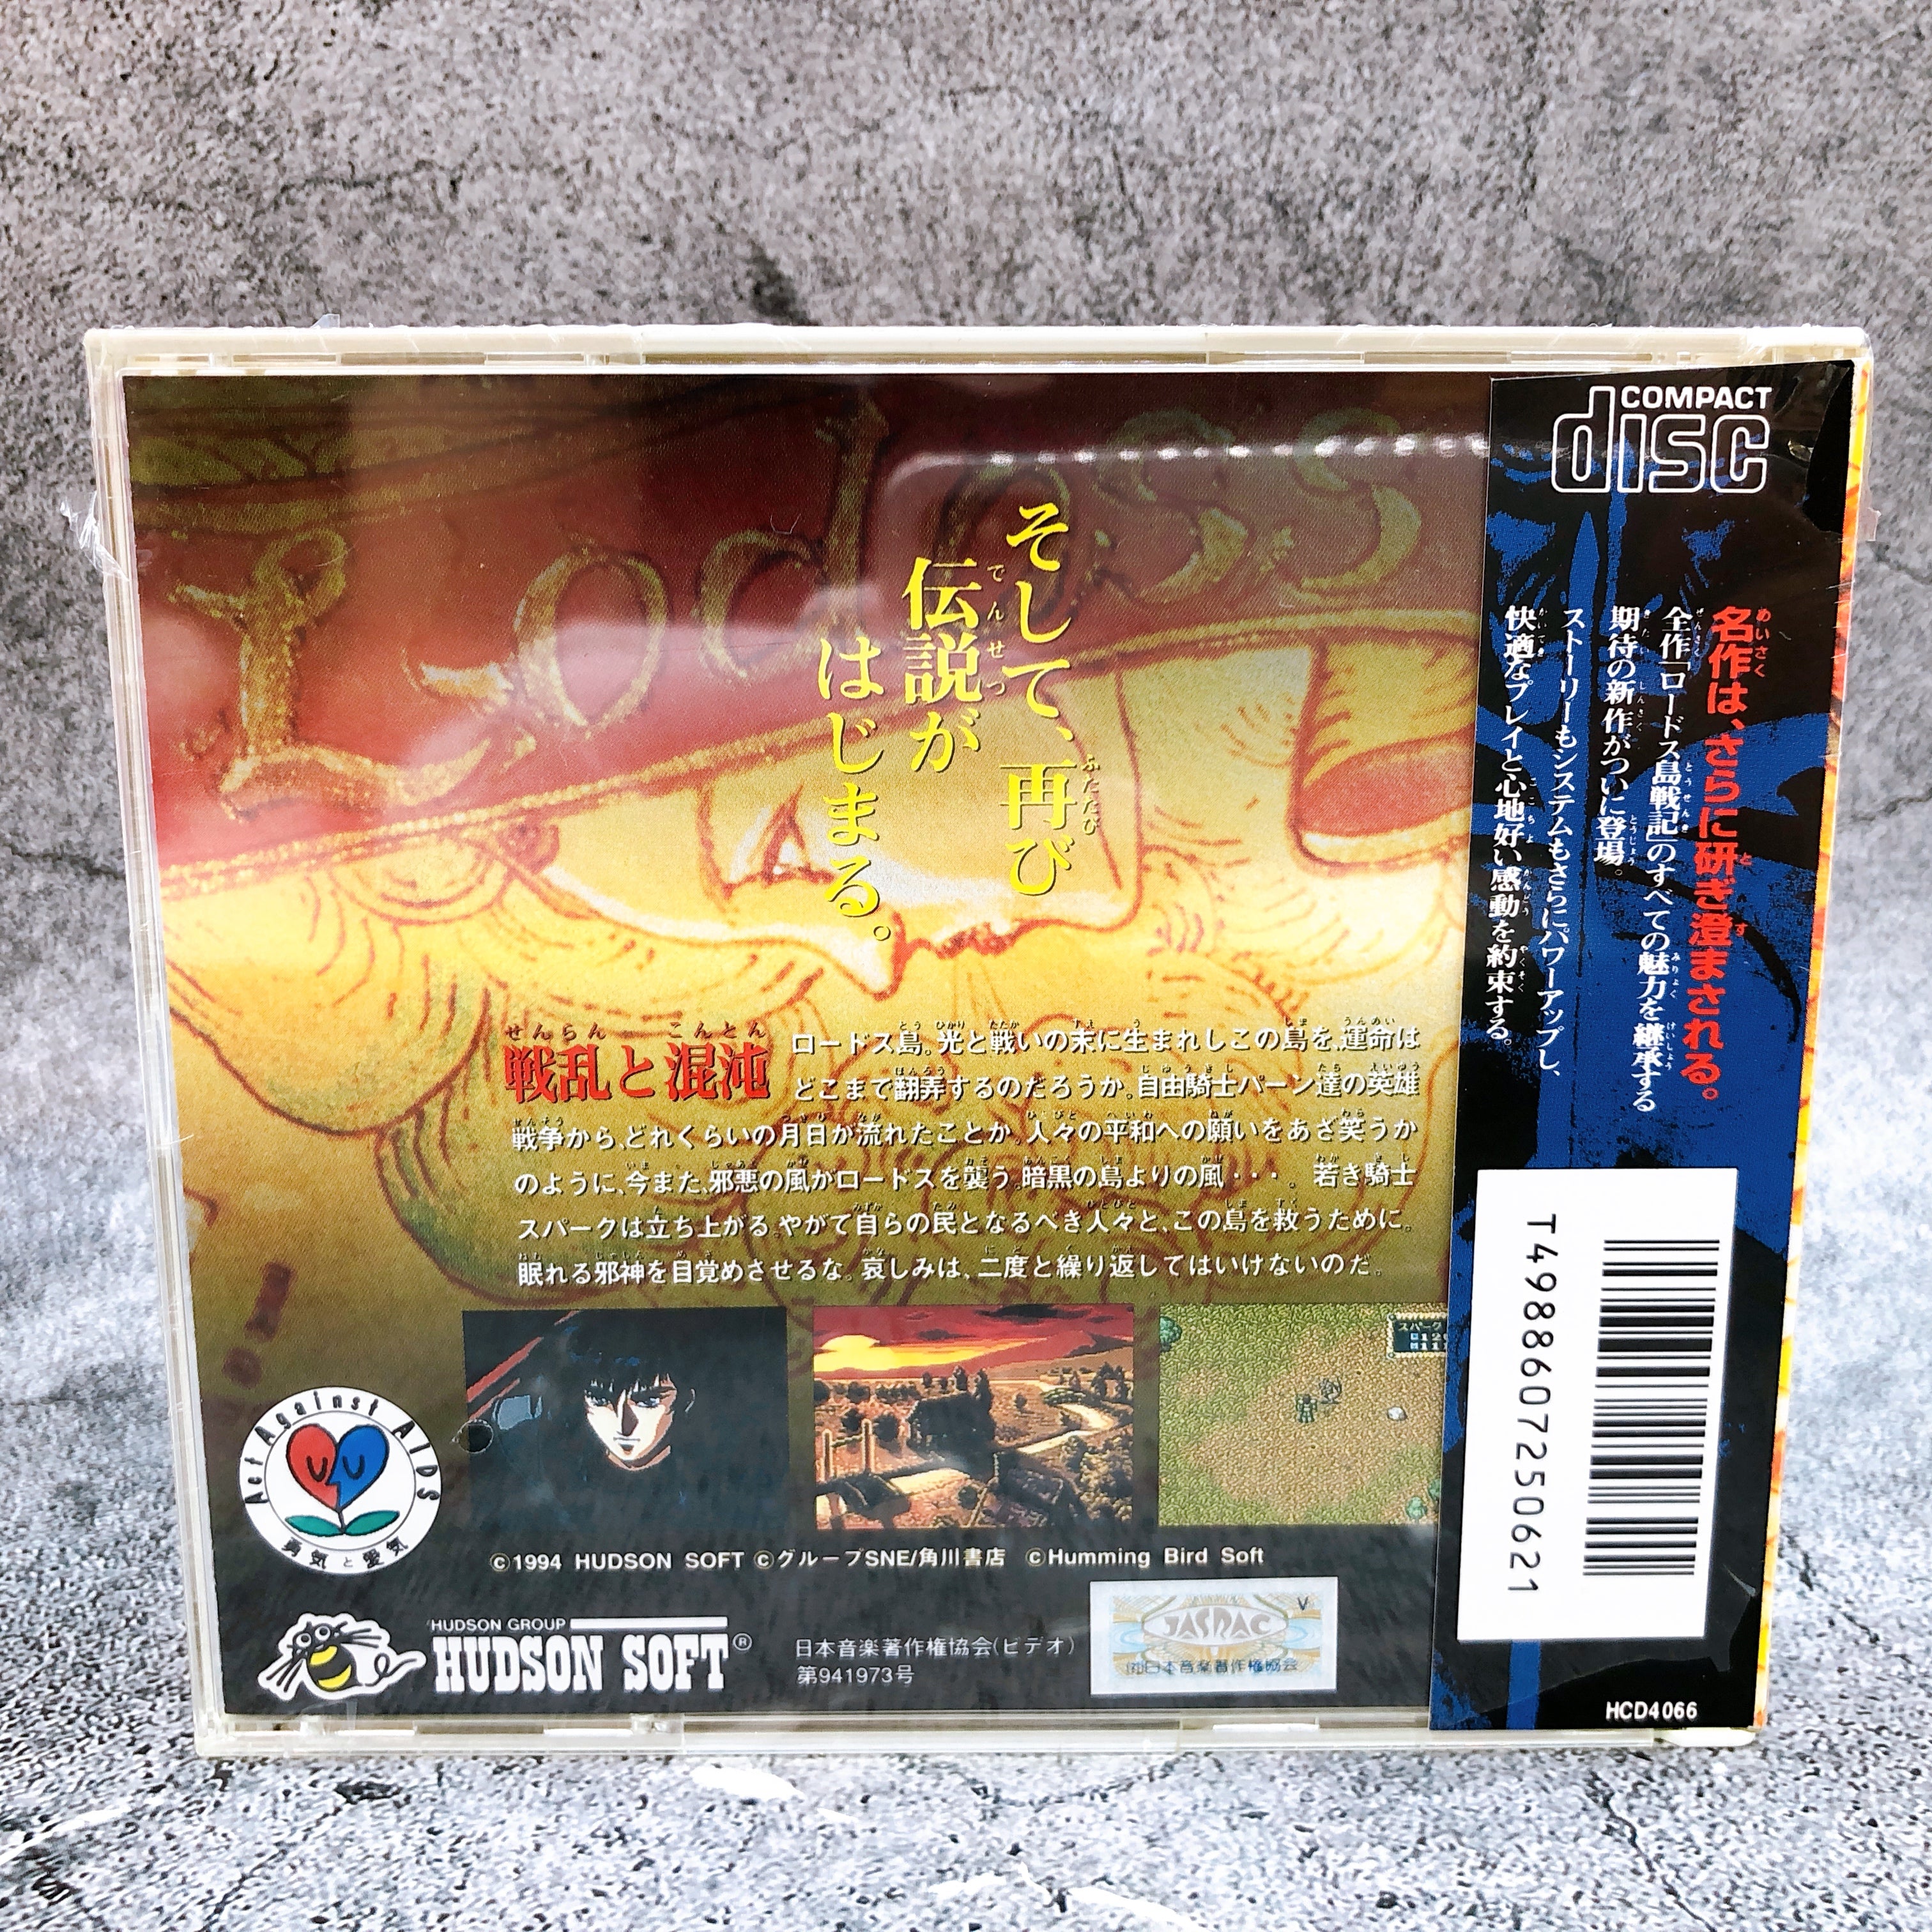 Lodoss
そして、再び
伝説が
はじまる。
戦乱と混沌
ロードス島。光と戦いの末に生まれしこの島を、運命は
どこまで翻弄するのだろうか。自由騎士パーン達の英雄
戦争から、どれくらいの月日が流れたことか。人々の平和への願いをあざ笑うか
のように、今また、邪悪の風がロードスを襲う。暗黒の島よりの風・・・。若き騎士
スパークは立ち上がる。やがて自らの民となるべき人々と、この島を救うために。
眠れる邪神を目覚めさせるな。哀しみは、二度と繰り返してはいけないのだ。
スパーク
Act Against AIDS
勇気と愛気
©1994 HUDSON SOFT ©グループSNE/角川書店 ©Humming Bird Soft
HUDSON GROUP
HUDSON SOFT®
日本音楽著作権協会(ビデオ)
第941973号
JASRAC
V
(社)日本音楽著作権協会
COMPACT
disc
名作は、さらに研ぎ澄まされる。
全作「ロードス島戦記」のすべての魅力を継承する
期待の新作がついに登場。
ストーリーもシステムもさらにパワーアップし、
快適なプレイと心地好い感動を約束する。
T4988607250621
HCD4066